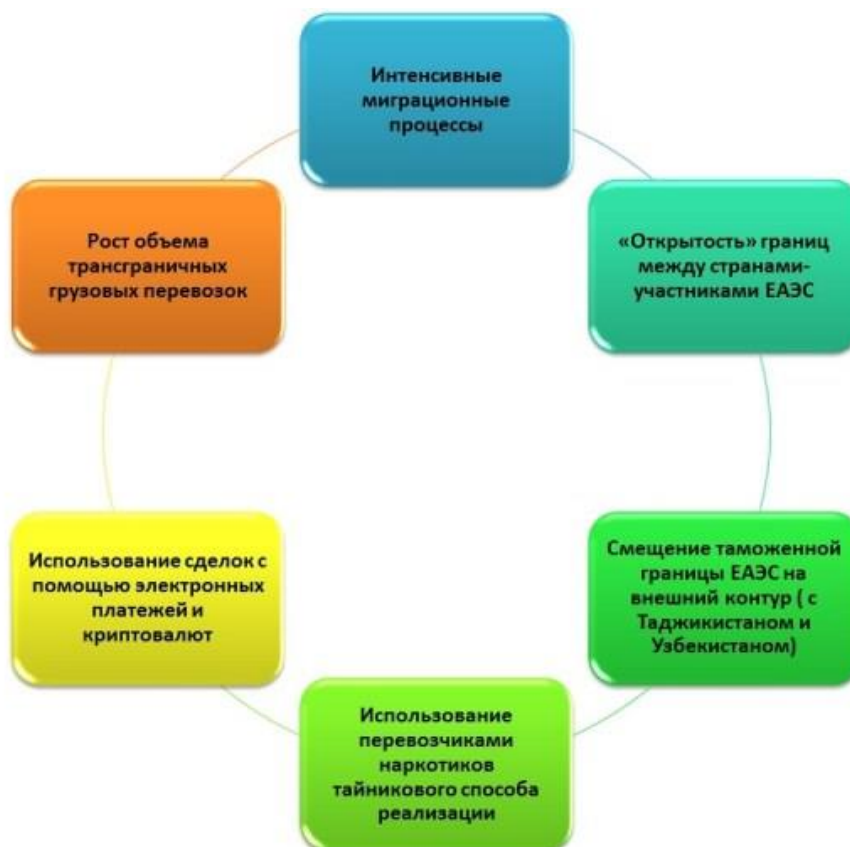 Интенсивные
миграционные
процессы
«Открытость» границ
между странами-
участниками ЕАЭС
Смещение таможенной
границы ЕАЭС на
внешний контур ( с
Таджикистаном и
Узбекистаном)
Использование
перевозчиками
наркотиков
тайникового способа
реализации
Использование сделок с
помощью электронных
платежей и
криптовалют
Рост объема
трансграничных
грузовых перевозок